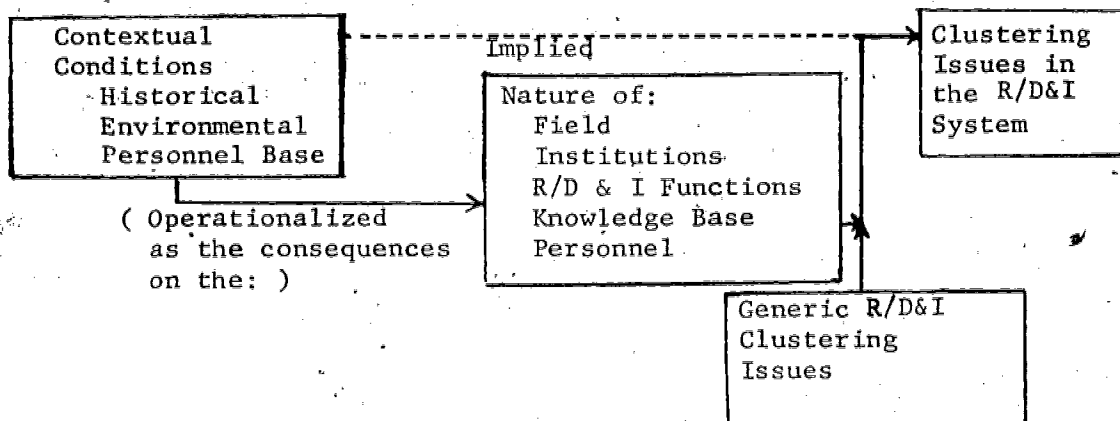 Contextual
Conditions
Historical
Environmental
Personnel Base
Implied
Clustering
Issues in
the R/D&I
System
Nature of:
Field
Institutions
R/D & I Functions
Knowledge Base
Personnel
( Operationalized
as the consequences
on the: )
Generic R/D&I
Clustering
Issues